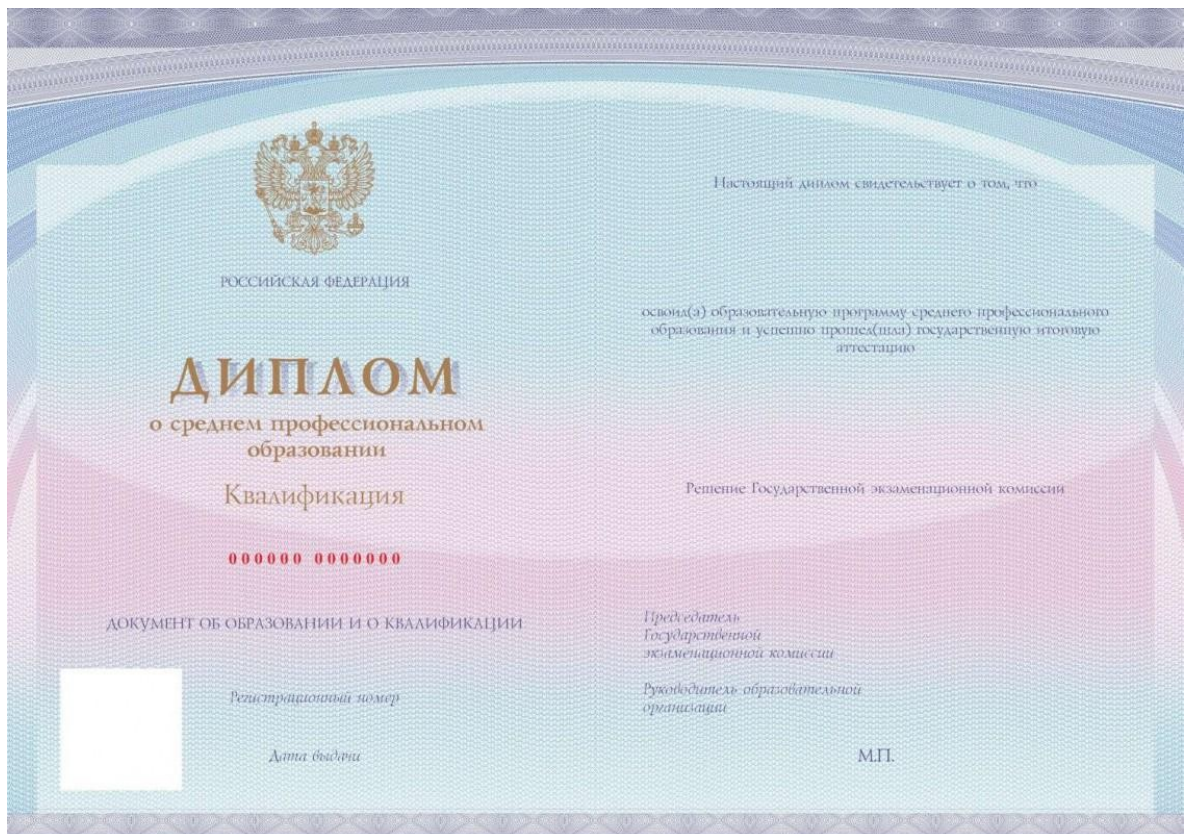 РОССИЙСКАЯ ФЕДЕРАЦИЯ
ДИПЛОМ
о среднем профессиональном
образовании
Квалификация
000000 0000000
ДОКУМЕНТ ОБ ОБРАЗОВАНИИ И О КВАЛИФИКАЦИИ
Регистрационный номер
Дата выдачи
Настоящий диплом свидетельствует о том, что
освоил(а) образовательную программу среднего профессионального
образования и успешно прошел(шла) государственную итоговую
аттестацию
Решение Государственной экзаменационной комиссии
Председатель
Государственной
экзаменационной комиссии
Руководитель образовательной
организации
М.П.